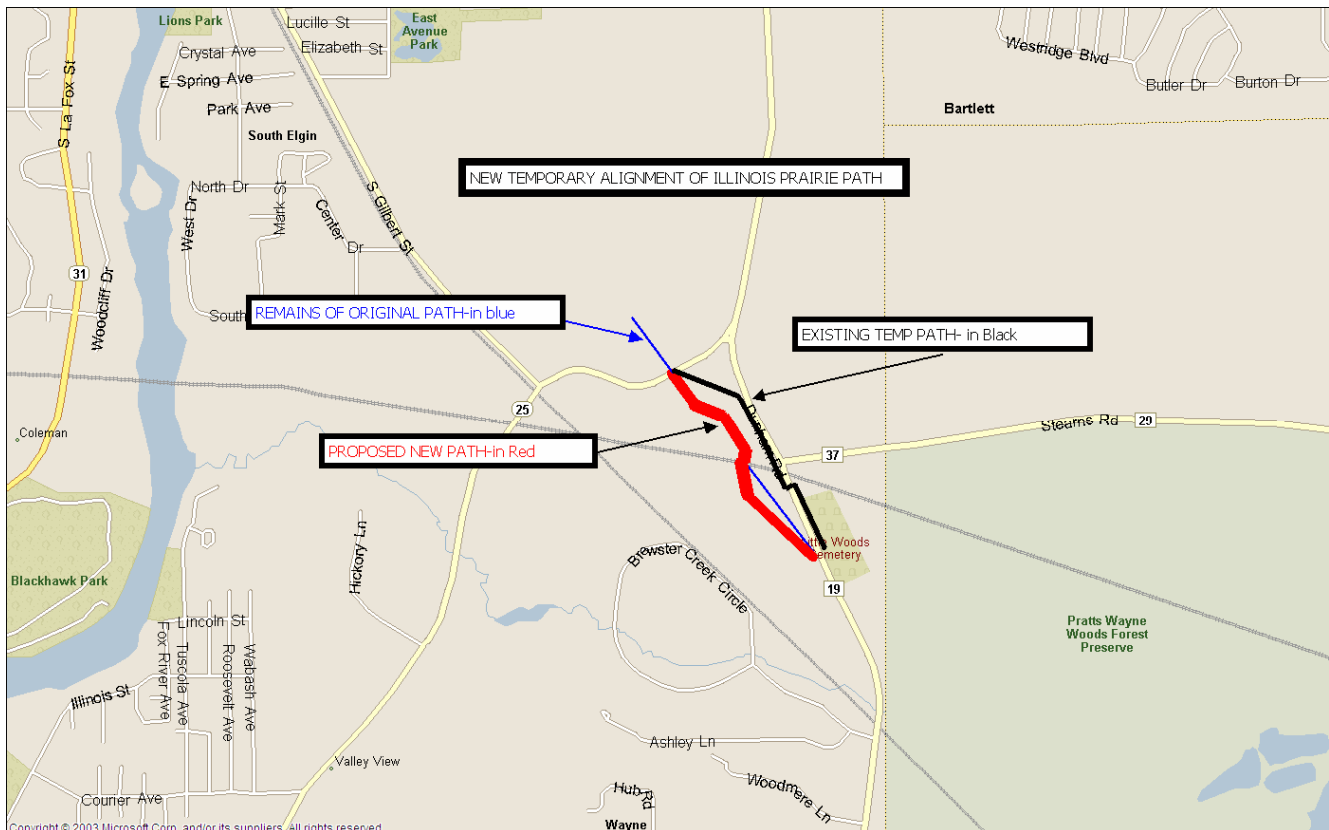 Lions Park
Lucille St
East
Avenue
Park
Elizabeth St
Crystal Ave
E Spring Ave
Park Ave
South Elgin
S La Fox St
Westridge Blvd
Butler Dr
Burton Dr
Bartlett
NEW TEMPORARY ALIGNMENT OF ILLINOIS PRAIRIE PATH
North Dr
West Dr
Mark St
Center
Dr
S Gilbert St
31
Woodcliff Dr
South
REMAINS OF ORIGINAL PATH-in blue
EXISTING TEMP PATH- in Black
25
Coleman
PROPOSED NEW PATH-in Red
Dunham Rd
Stearns Rd
29
37
Hickory Ln
Brewster Creek Circle
Woods
19
Blackhawk Park
Pratts Wayne
Woods Forest
Preserve
Lincoln St
Fox River Ave
Tuscola Ave
Roosevelt Ave
Wabash Ave
Illinois St
Ashley Ln
Valley View
Woodmere Ln
Hub Rd
Courier Ave
Wayne
Copyright © 2003 Microsoft Corp. and/or its suppliers. All rights reserved.